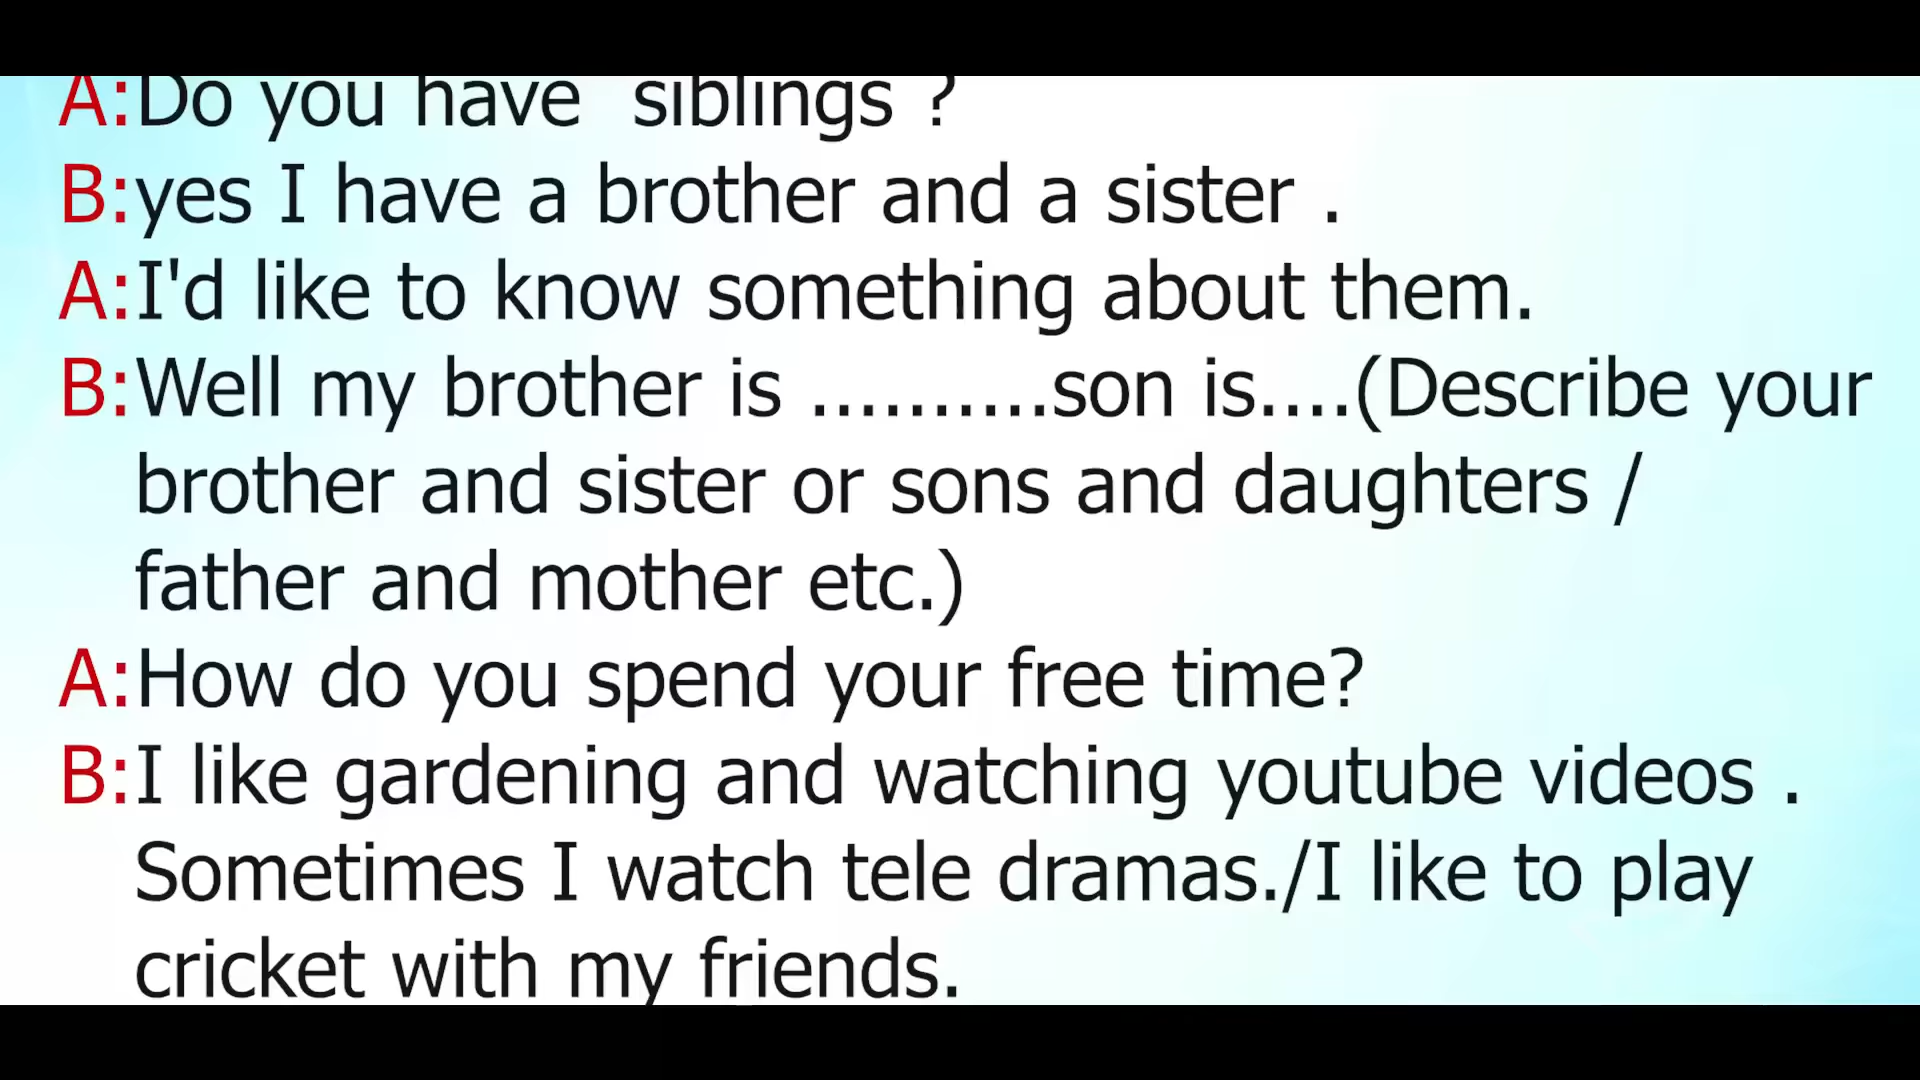 A:Do you have  siblings ?
B:yes I have a brother and a sister .
A:I'd like to know something about them.
B:Well my brother is ..........son is....(Describe your
brother and sister or sons and daughters /
father and mother etc.)
A:How do you spend your free time?
B:I like gardening and watching youtube videos .
Sometimes I watch tele dramas./I like to play
cricket with my friends.